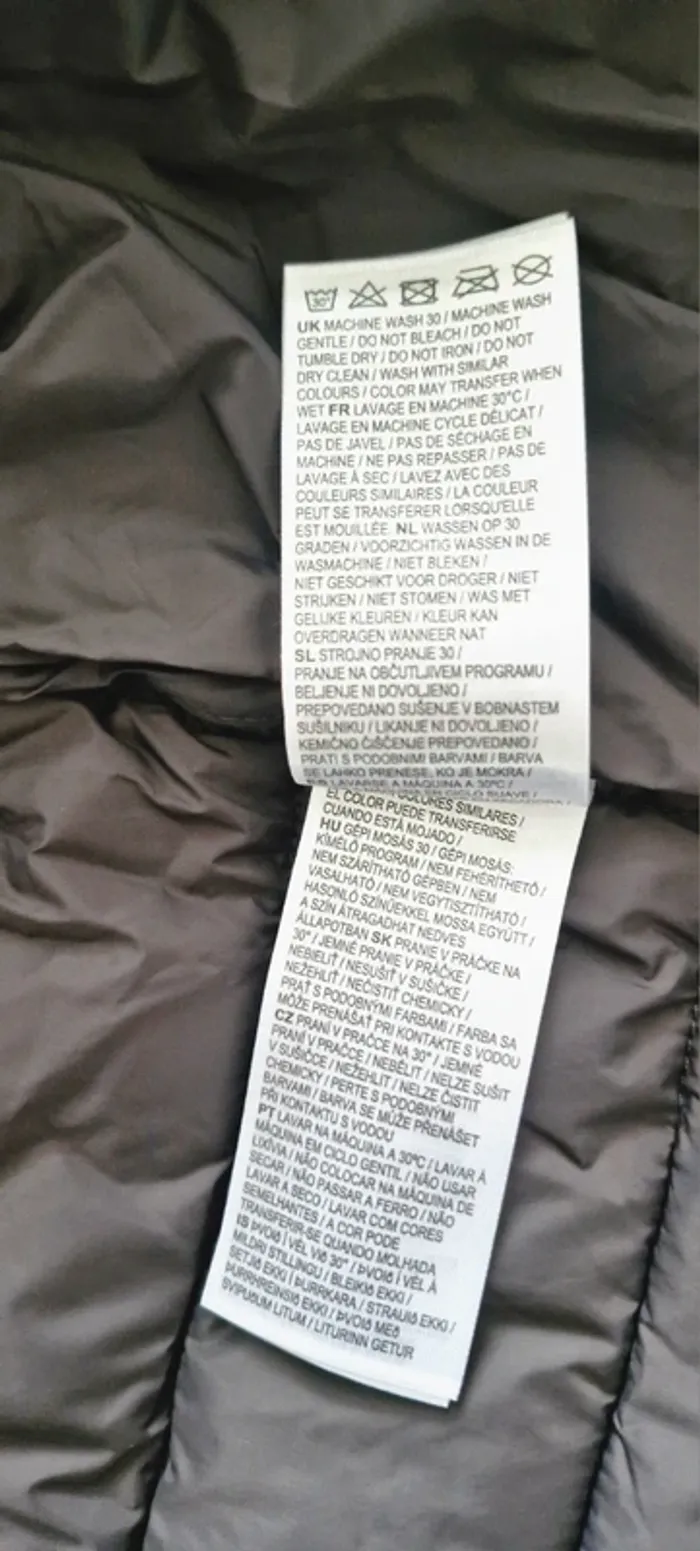 30°
UK MACHINE WASH 30 / MACHINE WASH
GENTLE / DO NOT BLEACH / DO NOT
TUMBLE DRY / DO NOT IRON / DO NOT
DRY CLEAN / WASH WITH SIMILAR
COLOURS / COLOR MAY TRANSFER WHEN
WET FR LAVAGE EN MACHINE 30°C /
LAVAGE EN MACHINE CYCLE DÉLICAT /
PAS DE JAVEL / PAS DE SÉCHAGE EN
MACHINE / NE PAS REPASSER / PAS DE
LAVAGE À SEC / LAVEZ AVEC DES
COULEURS SIMILAIRES / LA COULEUR
PEUT SE TRANSFÉRER LORSQU'ELLE
EST MOUILLÉE. NL WASSEN OP 30
GRADEN / VOORZICHTIG WASSEN IN DE
WASMACHINE / NIET BLEKEN /
NIET GESCHIKT VOOR DROGER / NIET
STRIJKEN / NIET STOMEN / WAS MET
GELIJKE KLEUREN / KLEUR KAN
OVERDRAGEN WANNEER NAT
SL STROJNO PRANJE 30 /
PRANJE NA OBČUTLJIVEM PROGRAMU /
BELJENJE NI DOVOLJENO /
PREPOVEDANO SUŠENJE V BOBNASTEM
SUŠILNIKU / LIKANJE NI DOVOLJENO /
KEMIČNO ČIŠČENJE PREPOVEDANO /
PRATI S PODOBNIMI BARVAMI / BARVA
SE LAHKO PRENESE, KO JE MOKRA /
LAVARSE A MÁQUINA A 30°C /
EN CICLO SUAVE /
COLORES SIMILARES /
EL COLOR PUEDE TRANSFERIRSE
CUANDO ESTÁ MOJADO /
HU GÉPI MOSÁS 30 / GÉPI MOSÁS:
KÍMÉLŐ PROGRAM / NEM FEHÉRÍTHETŐ /
NEM SZÁRÍTHATÓ GÉPBEN / NEM
VASALHATÓ / NEM VEGYTISZTÍTHATÓ /
HASONLÓ SZÍNŰEKKEL MOSSA EGYÜTT /
A SZÍN ÁTRAGADHAT NEDVES
ÁLLAPOTBAN SK PRANIE V PRÁČKE NA
30° / JEMNÉ PRANIE V PRÁČKE /
NEBIELIŤ / NESUŠIŤ V SUŠIČKE /
NEŽEHLIŤ / NEČISTIŤ CHEMICKY /
PRAŤ S PODOBNÝMI FARBAMI / FARBA SA
MÔŽE PRENÁŠAŤ PRI KONTAKTE S VODOU
CZ PRANÍ V PRAČCE NA 30° / JEMNÉ
PRANÍ V PRAČCE / NEBĚLIT / NELZE SUŠIT
V SUŠIČCE / NEŽEHLIT / NELZE ČISTIT
CHEMICKY / PERTE S PODOBNÝMI
BARVAMI / BARVA SE MŮŽE PŘENÁŠET
PŘI KONTAKTU S VODOU
PT LAVAR NA MÁQUINA A 30ºC / LAVAR À
MÁQUINA EM CICLO GENTIL / NÃO USAR
LIXÍVIA / NÃO COLOCAR NA MÁQUINA DE
SECAR / NÃO PASSAR A FERRO / NÃO
LAVAR A SECO / LAVAR COM CORES
SEMELHANTES / A COR PODE
TRANSFERIR-SE QUANDO MOLHADA
IS ÞVOIÐ Í VÉL VIÐ 30° / ÞVOIÐ Í VÉL Á
MILDRI STILLINGU / BLEIKIÐ EKKI /
SETJIÐ EKKI Í ÞURRKARA / STRAUIÐ EKKI /
ÞURRHREINSIÐ EKKI / ÞVOIÐ MEÐ
SVIPUÐUM LITUM / LITURINN GETUR